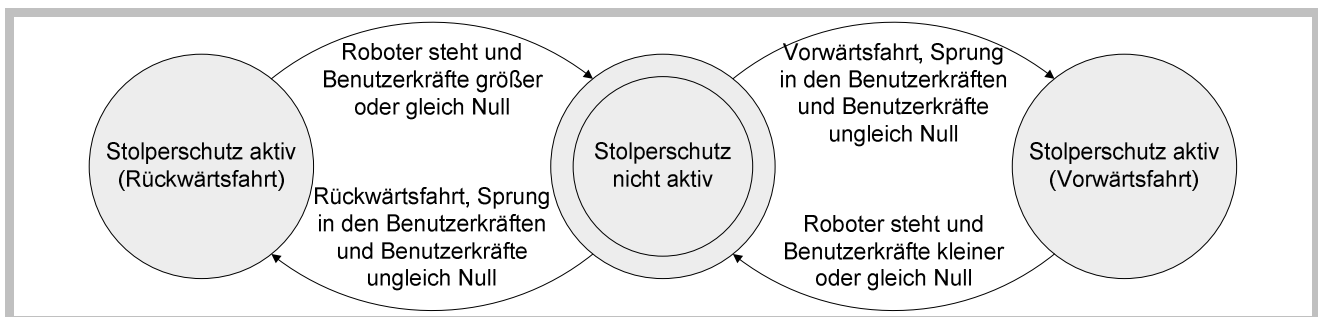 Roboter steht und
Benutzerkräfte größer
oder gleich Null
Vorwärtsfahrt, Sprung
in den Benutzerkräften
und Benutzerkräfte
ungleich Null
Stolperschutz aktiv
(Rückwärtsfahrt)
Stolperschutz
nicht aktiv
Stolperschutz aktiv
(Vorwärtsfahrt)
Rückwärtsfahrt, Sprung
in den Benutzerkräften
und Benutzerkräfte
ungleich Null
Roboter steht und
Benutzerkräfte kleiner
oder gleich Null